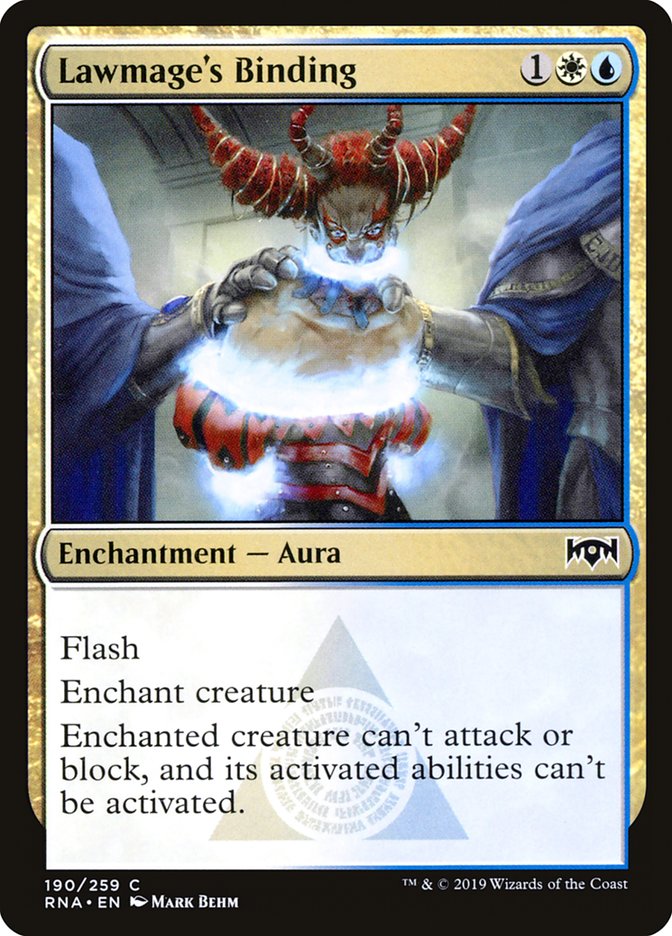 Lawmage's Binding 1
Enchantment — Aura
Flash
Enchant creature
Enchanted creature can't attack or
block, and its activated abilities can't
be activated.
190/259 C
RNA • EN Mark Behm
™ & © 2019 Wizards of the Coast